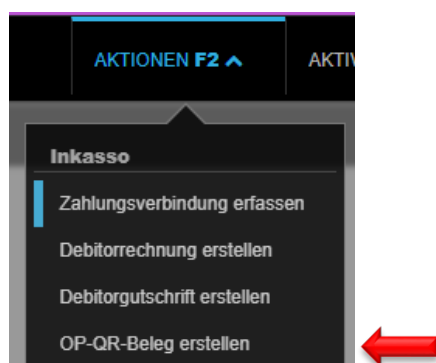 AKTIONEN F2 AKTIV
Inkasso
Zahlungsverbindung erfassen
Debitorrechnung erstellen
Debitorgutschrift erstellen
OP-QR-Beleg erstellen